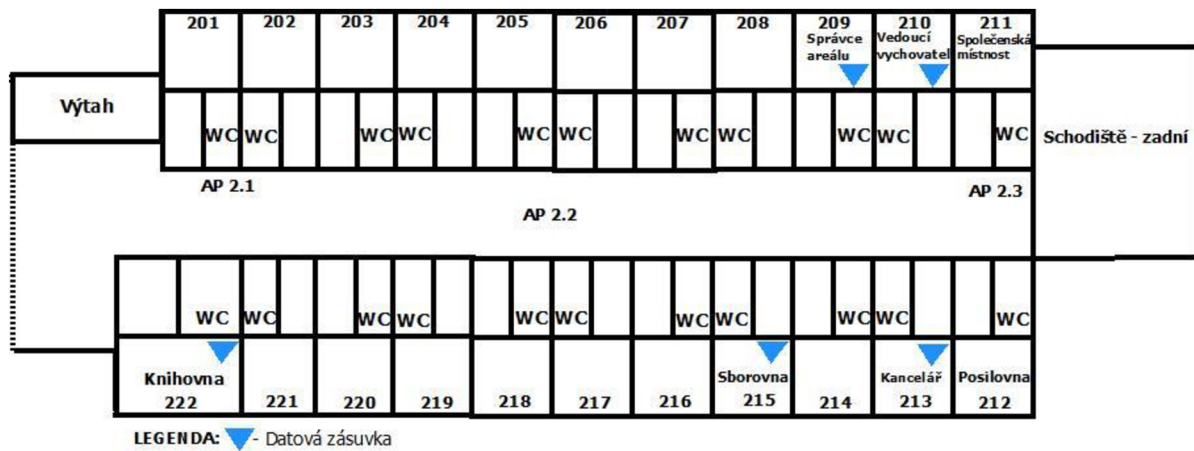 201 202 203 204 205 206 207 208 209 210 211
Správce areálu
Vedoucí vychovatel
Společenská místnost
Výtah
WC WC WC WC WC WC WC WC WC WC WC
Schodiště - zadní
AP 2.1
AP 2.2
AP 2.3
WC WC WC WC WC WC WC WC WC WC WC
Knihovna
Sborovna
Kancelář
Posilovna
222 221 220 219 218 217 216 215 214 213 212
LEGENDA: - Datová zásuvka